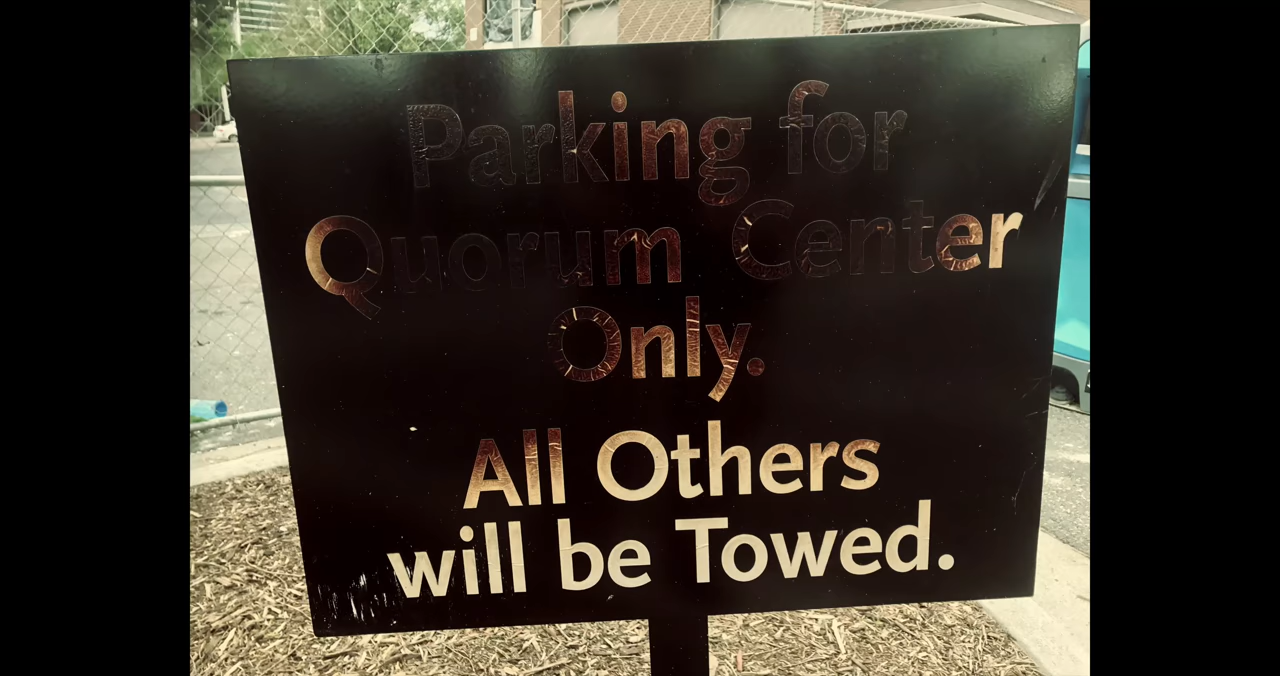 Parking for
Quorum Center
Only.
All Others
will be Towed.